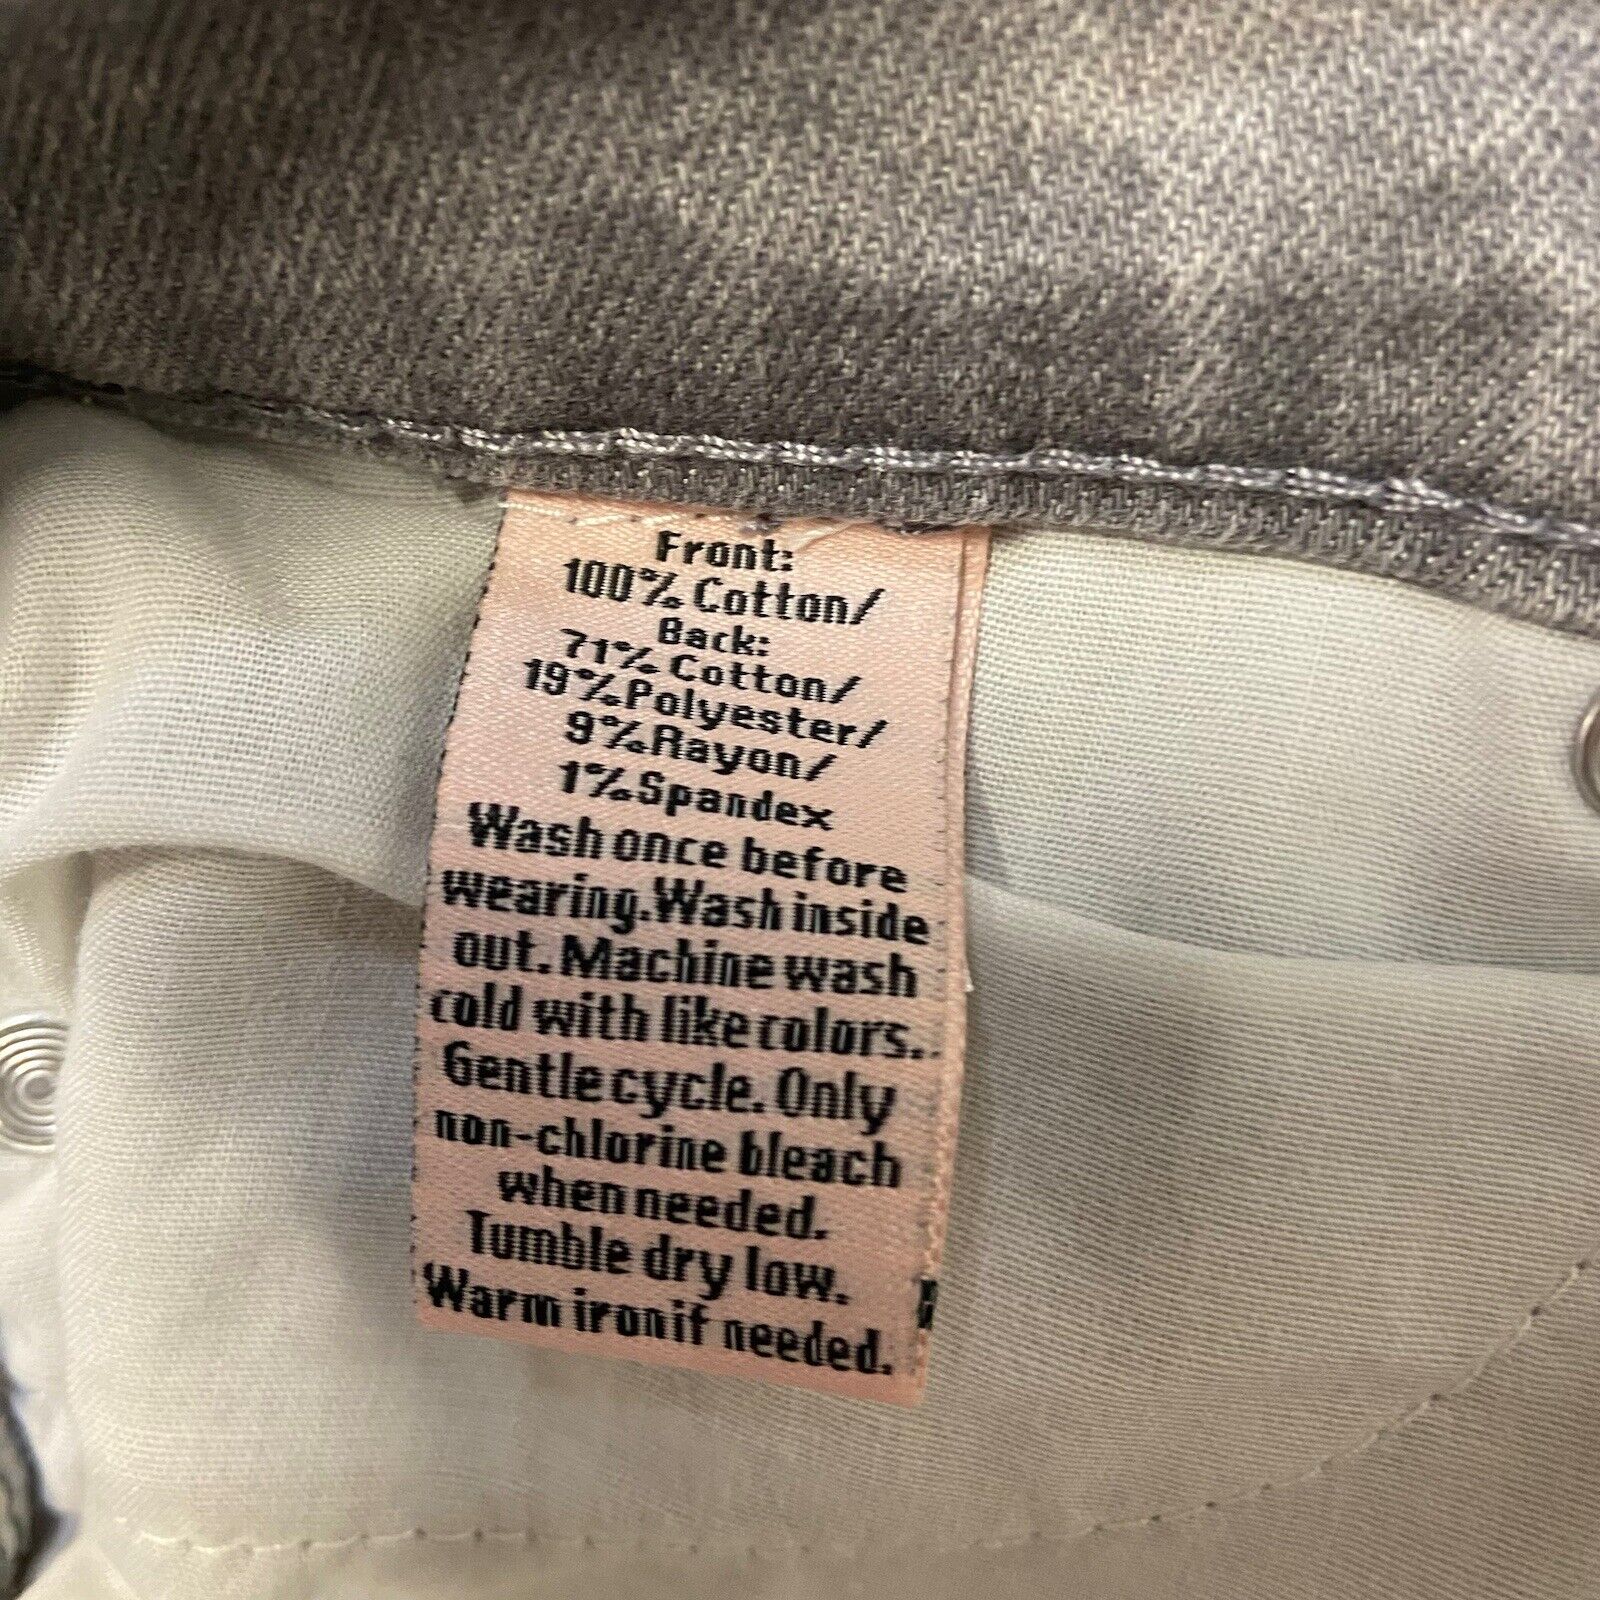 Front:
100% Cotton/
Back:
71% Cotton/
19%Polyester/
9%Rayon/
1%Spandex
Wash once before
wearing.Wash inside
out. Machine wash
cold with like colors.
Gentle cycle. Only
non-chlorine bleach
when needed.
Tumble dry low.
Warm iron if needed.